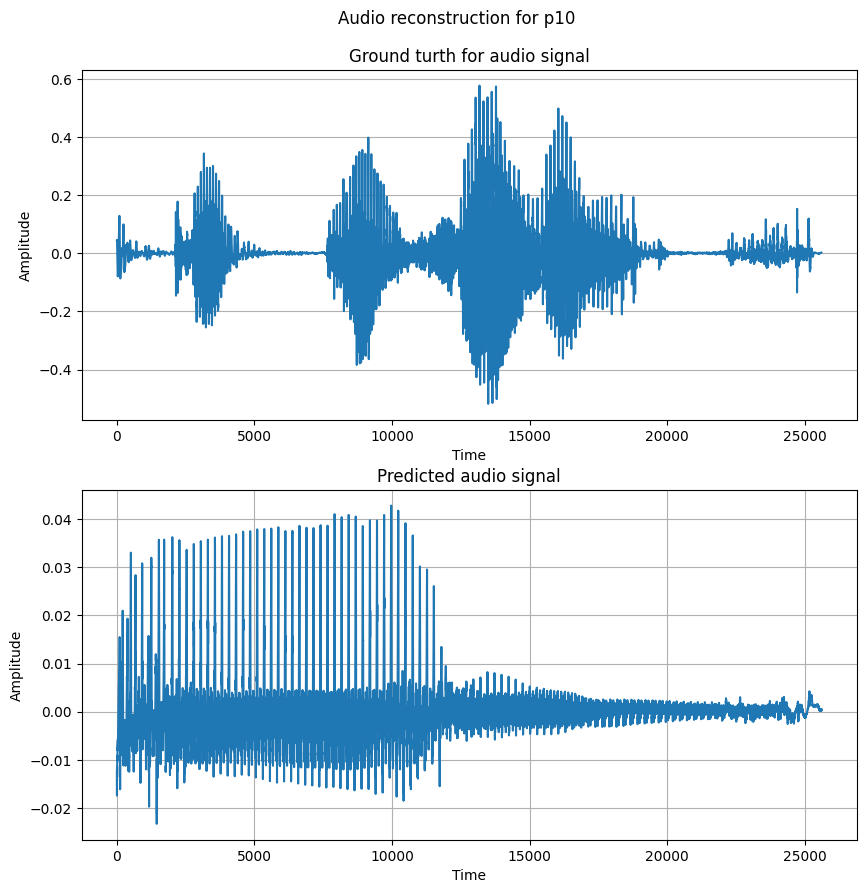 Audio reconstruction for p10
Ground turth for audio signal
0.6
0.4
0.2
0.0
−0.2
−0.4
Amplitude
0 5000 10000 15000 20000 25000
Time
Predicted audio signal
0.04
0.03
0.02
0.01
0.00
−0.01
−0.02
Amplitude
0 5000 10000 15000 20000 25000
Time